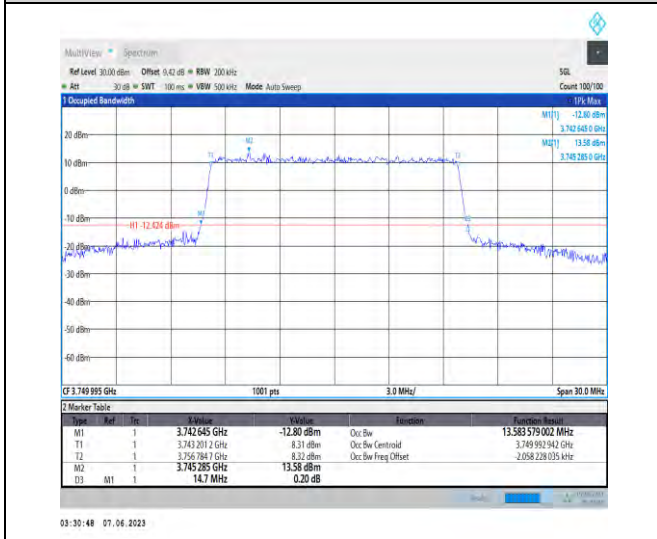 MultiView Spectrum
Ref Level 30.00 dBm Offset 9.42 dB RBW 200 kHz SGL
Att 30 dB SWT 100 ms VBW 500 kHz Mode Auto Sweep Count 100/100
1 Occupied Bandwidth 1Pk Max
M1[1] -12.80 dBm
3.742 645 0 GHz
M2[1] 13.58 dBm
3.745 285 0 GHz
20 dBm
M2
T1
T2
10 dBm
0 dBm
-10 dBm
M1
D3
H1 -12.424 dBm
-20 dBm
-30 dBm
-40 dBm
-50 dBm
-60 dBm
CF 3.749 995 GHz 1001 pts 3.0 MHz/ Span 30.0 MHz
2 Marker Table
Type Ref Trc X-Value Y-Value Function Function Result
M1 1 3.742 645 GHz -12.80 dBm Occ Bw 13.583 579 002 MHz
T1 1 3.743 201 2 GHz 8.31 dBm Occ Bw Centroid 3.749 992 942 GHz
T2 1 3.756 784 7 GHz 8.32 dBm Occ Bw Freq Offset -2.058 228 035 kHz
M2 1 3.745 285 GHz 13.58 dBm
D3 M1 1 14.7 MHz 0.20 dB
Ready
03:30:48 07.06.2023